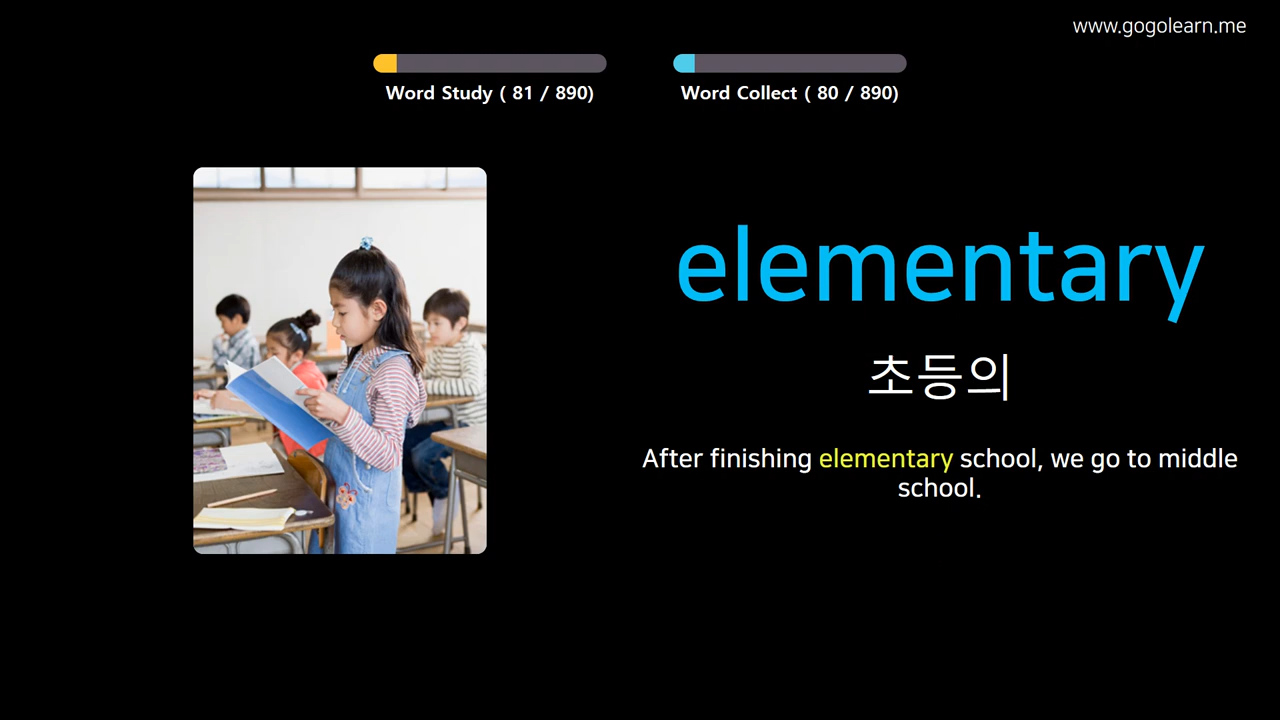 www.gogolearn.me
Word Study ( 81 / 890)
Word Collect ( 80 / 890)
elementary
초등의
After finishing elementary school, we go to middle
school.